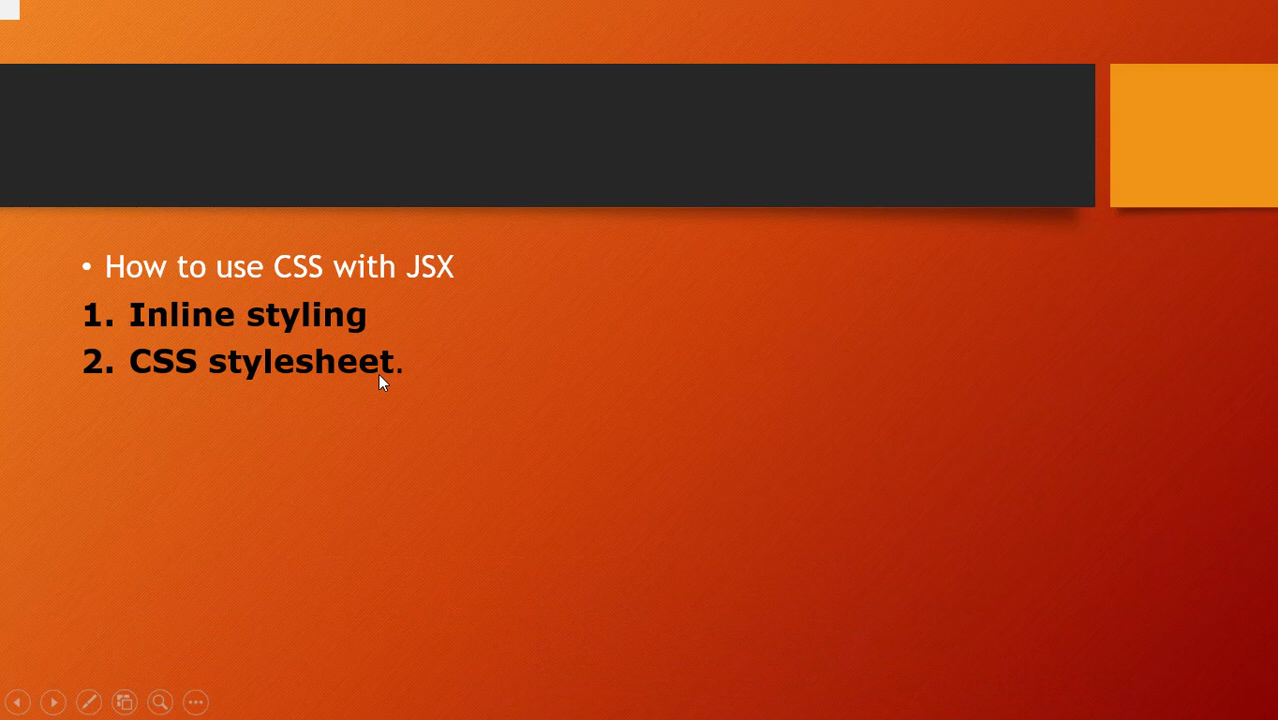 • How to use CSS with JSX
1. Inline styling
2. CSS stylesheet.